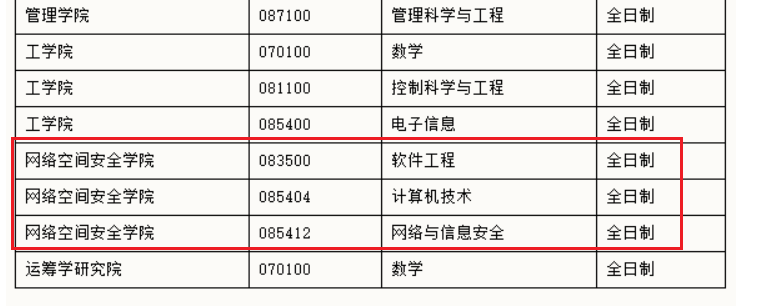 管理学院 087100 管理科学与工程 全日制
工学院 070100 数学 全日制
工学院 081100 控制科学与工程 全日制
工学院 085400 电子信息 全日制
网络空间安全学院 083500 软件工程 全日制
网络空间安全学院 085404 计算机技术 全日制
网络空间安全学院 085412 网络与信息安全 全日制
运筹学研究院 070100 数学 全日制